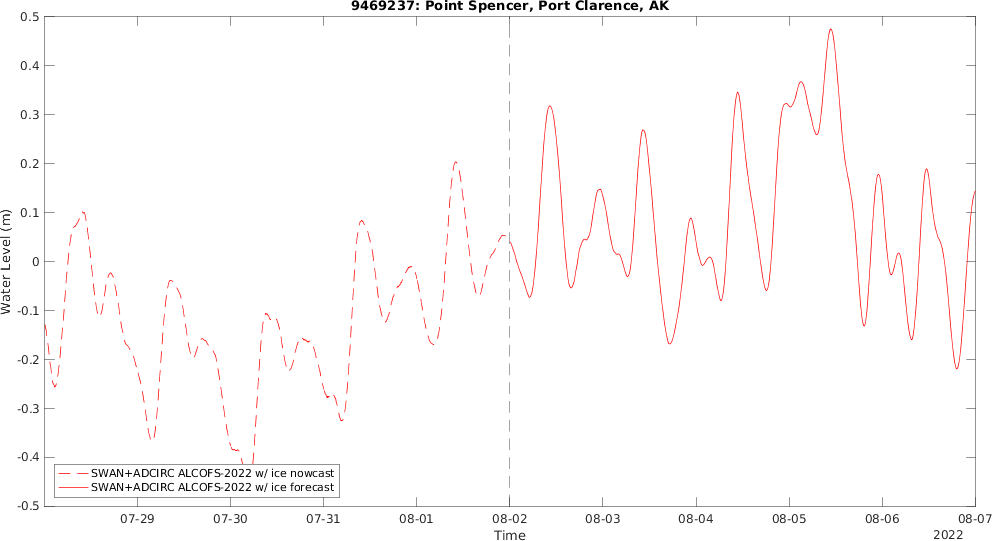 9469237: Point Spencer, Port Clarence, AK
0.5
0.4
0.3
0.2
0.1
0
-0.1
-0.2
-0.3
-0.4
-0.5
Water Level (m)
SWAN+ADCIRC ALCOFS-2022 w/ ice nowcast
SWAN+ADCIRC ALCOFS-2022 w/ ice forecast
07-29 07-30 07-31 08-01 08-02 08-03 08-04 08-05 08-06 08-07
Time
2022